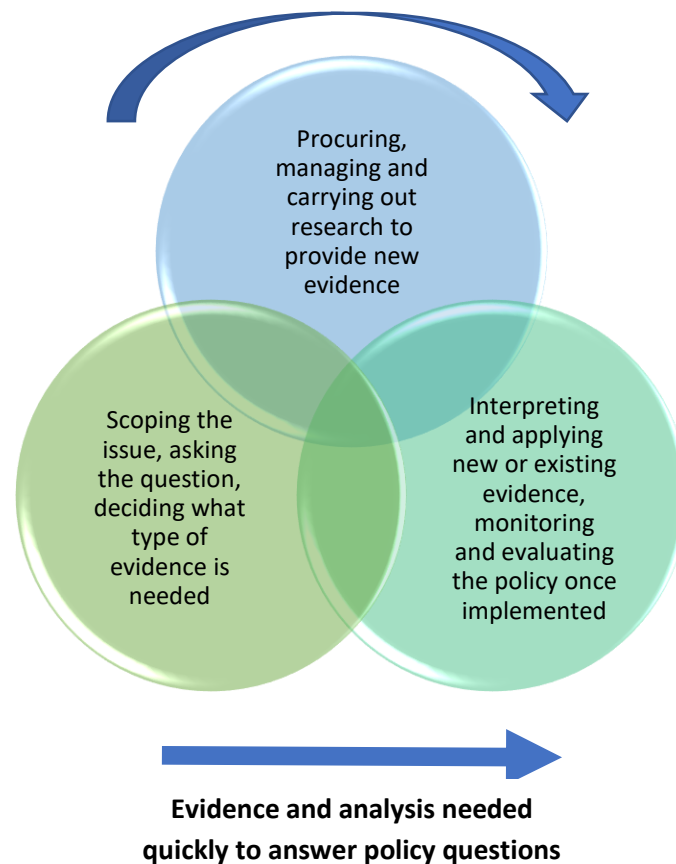 Procuring,
managing and
carrying out
research to
provide new
evidence
Scoping the
issue, asking
the question,
deciding what
type of
evidence is
needed
Interpreting
and applying
new or existing
evidence,
monitoring
and evaluating
the policy once
implemented
Evidence and analysis needed
quickly to answer policy questions